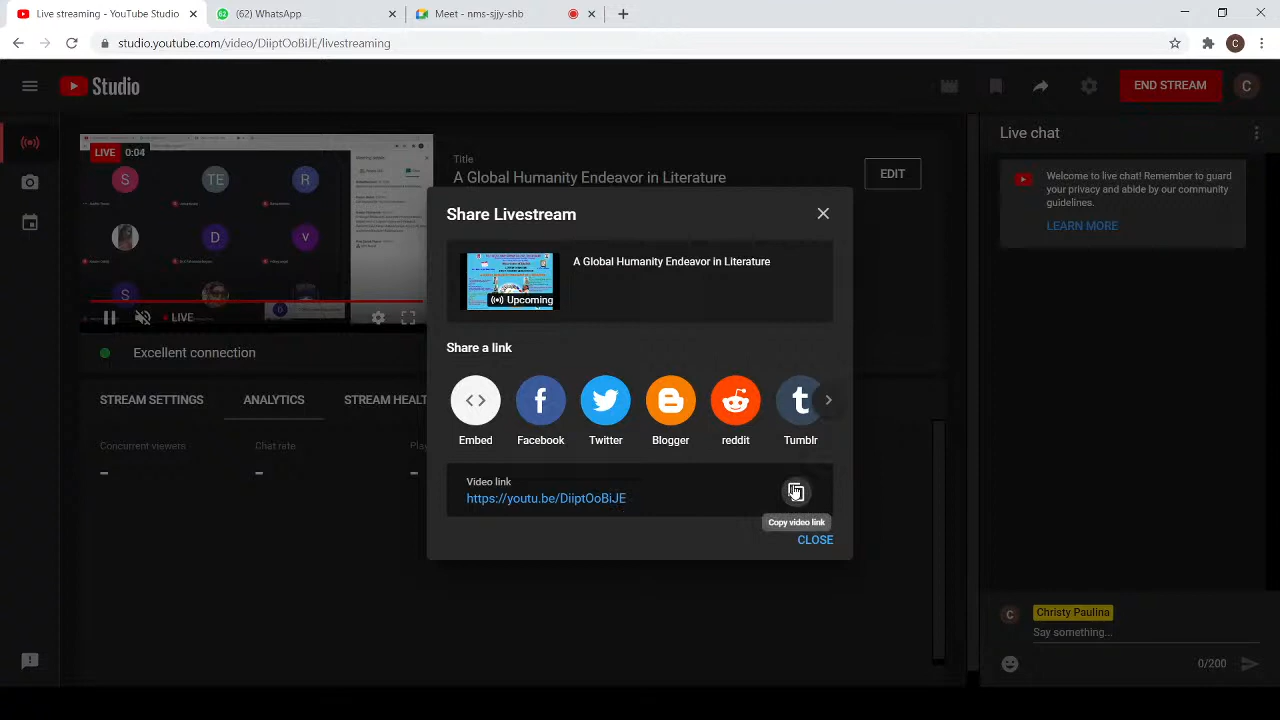 Live streaming - YouTube Studio
(62) WhatsApp
Meet - nms-sjjy-shb
studio.youtube.com/video/DiiptOoBiJE/livestreaming
C
Studio
END STREAM
C
LIVE 0:04
S TE R
D V
S
LIVE
Title
A Global Humanity Endeavor in Literature
EDIT
Excellent connection
STREAM SETTINGS
ANALYTICS
STREAM HEALT
Concurrent viewers
Chat rate
Play
Share Livestream
A Global Humanity Endeavor in Literature
Upcoming
Share a link
Embed
f
Facebook
Twitter
Blogger
reddit
t
Tumblr
Video link
https://youtu.be/DiiptOoBiJE
Copy video link
CLOSE
Live chat
Welcome to live chat! Remember to guard
your privacy and abide by our community
guidelines.
LEARN MORE
C
Christy Paulina
Say something...
0/200